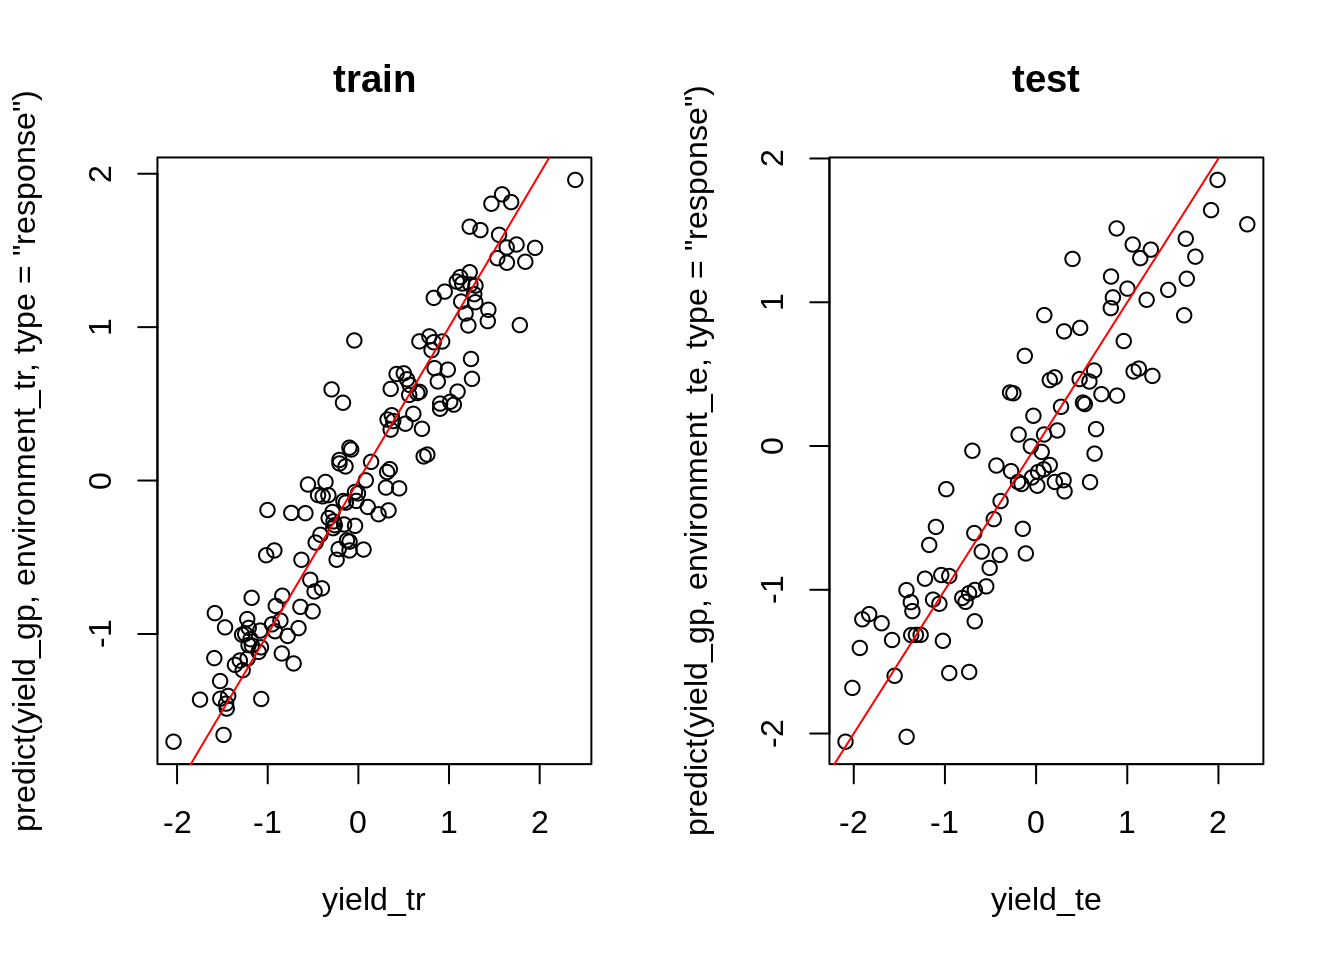 train
predict(yield_gp, environment_tr, type = "response")
2
1
0
-1
-2 -1 0 1 2
yield_tr
test
predict(yield_gp, environment_te, type = "response")
2
1
0
-1
-2
-2 -1 0 1 2
yield_te